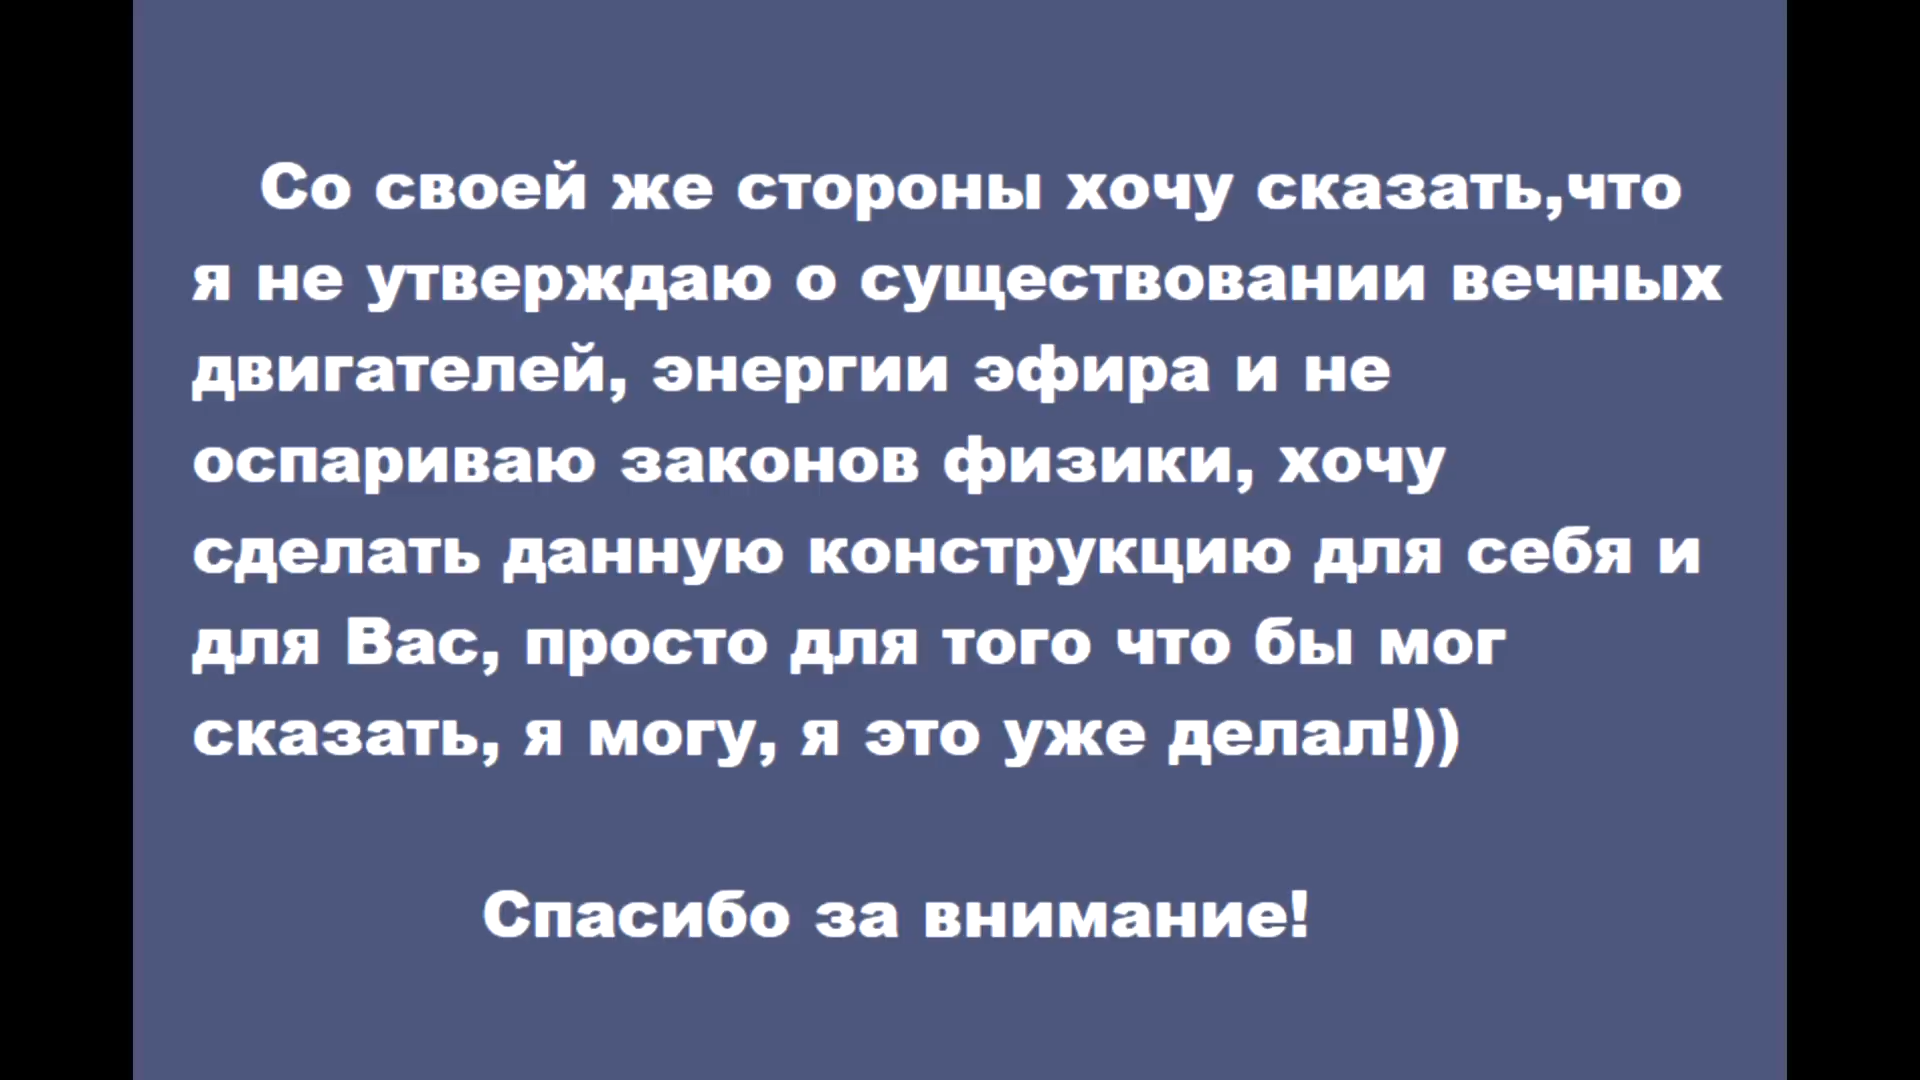 Со своей же стороны хочу сказать,что
я не утверждаю о существовании вечных
двигателей, энергии эфира и не
оспариваю законов физики, хочу
сделать данную конструкцию для себя и
для Вас, просто для того что бы мог
сказать, я могу, я это уже делал!))
Спасибо за внимание!